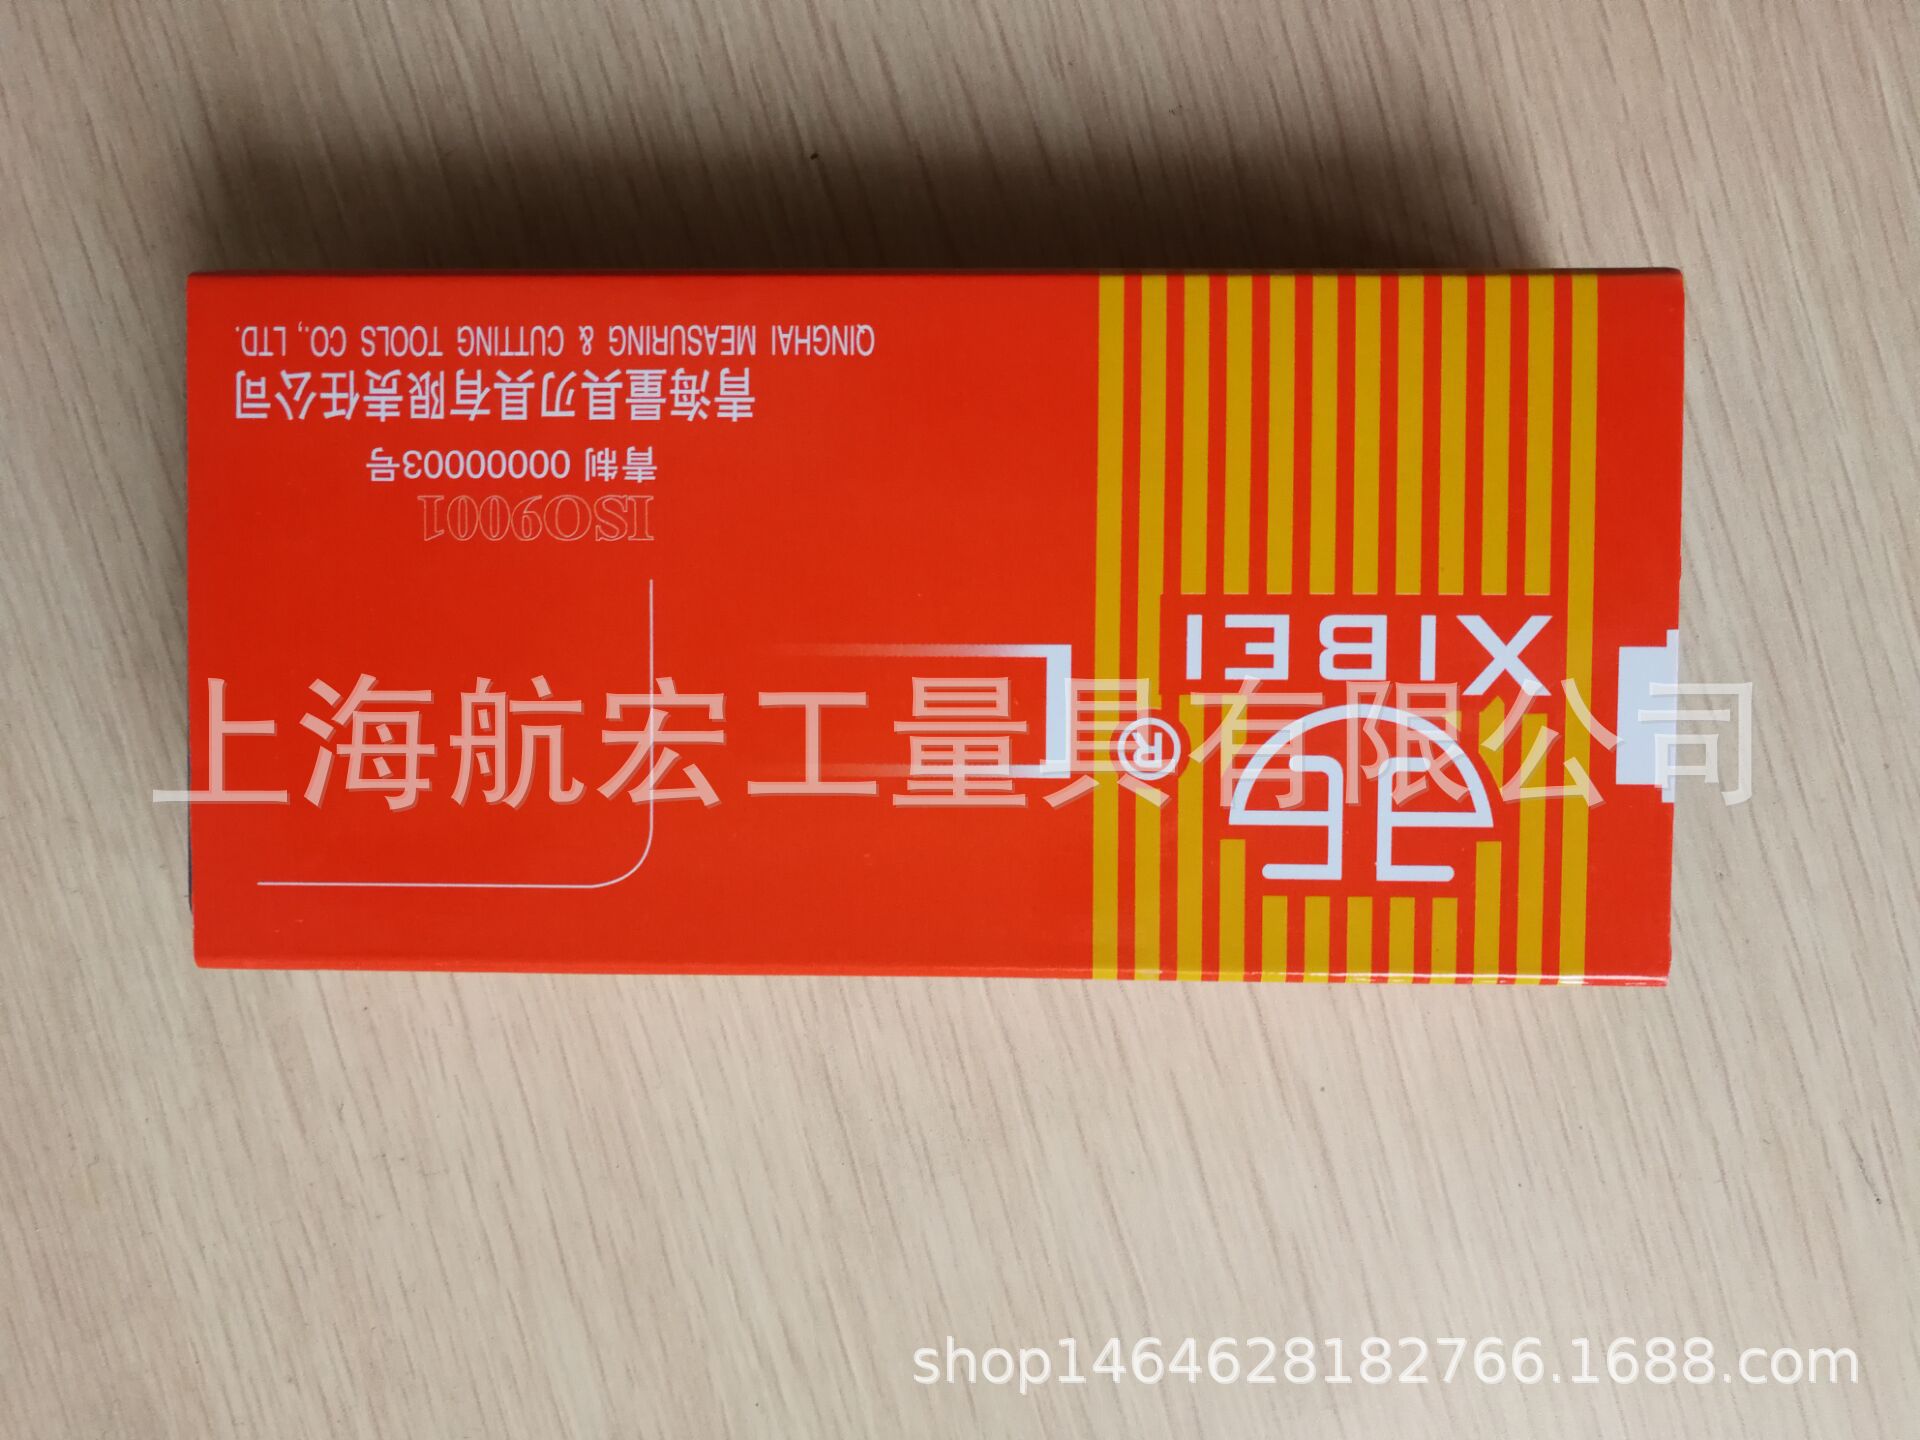 XIBEI
®
ISO9001
青制 00000003号
青海量具刃具有限责任公司
QINGHAI MEASURING & CUTTING TOOLS CO., LTD.
上海航宏工量具有限公司
shop1464628182766.1688.com